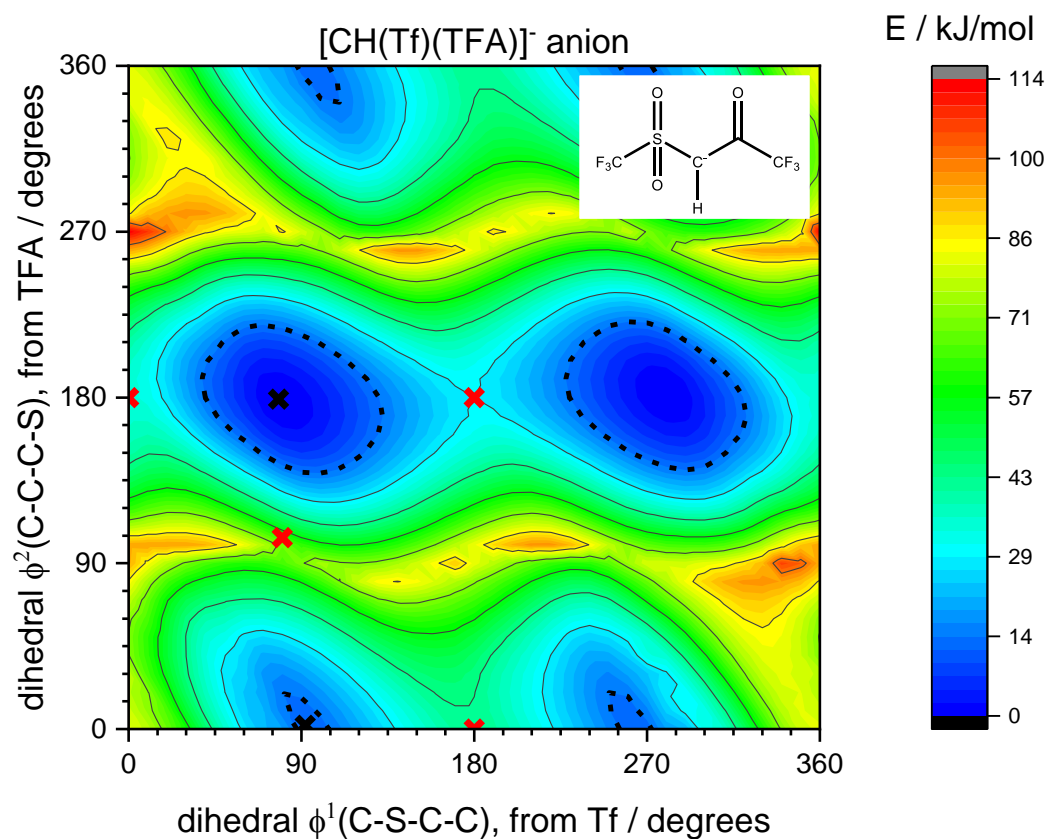 [CH(Tf)(TFA)]⁻ anion
E / kJ/mol
dihedral ϕ²(C-C-C-S), from TFA / degrees
360
270
180
90
0
0 90 180 270 360
dihedral ϕ¹(C-S-C-C), from Tf / degrees
O O
F₃C S C⁻ CF₃
O
H
114
100
86
71
57
43
29
14
0